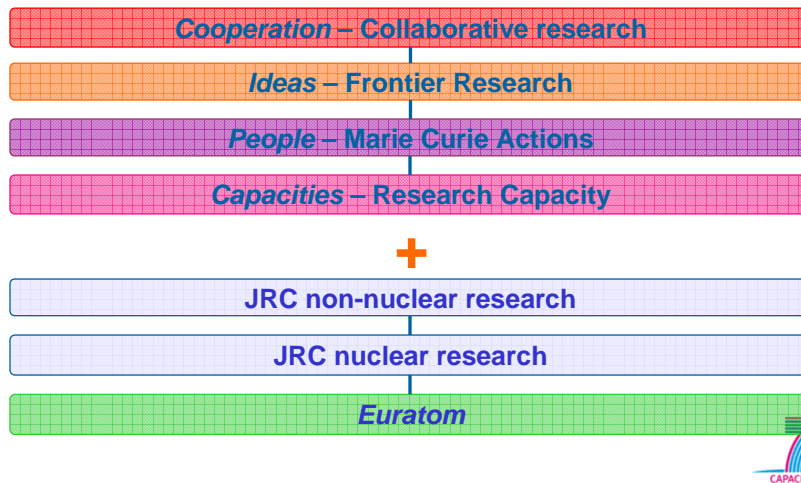 Cooperation – Collaborative research
Ideas – Frontier Research
People – Marie Curie Actions
Capacities – Research Capacity
+
JRC non-nuclear research
JRC nuclear research
Euratom